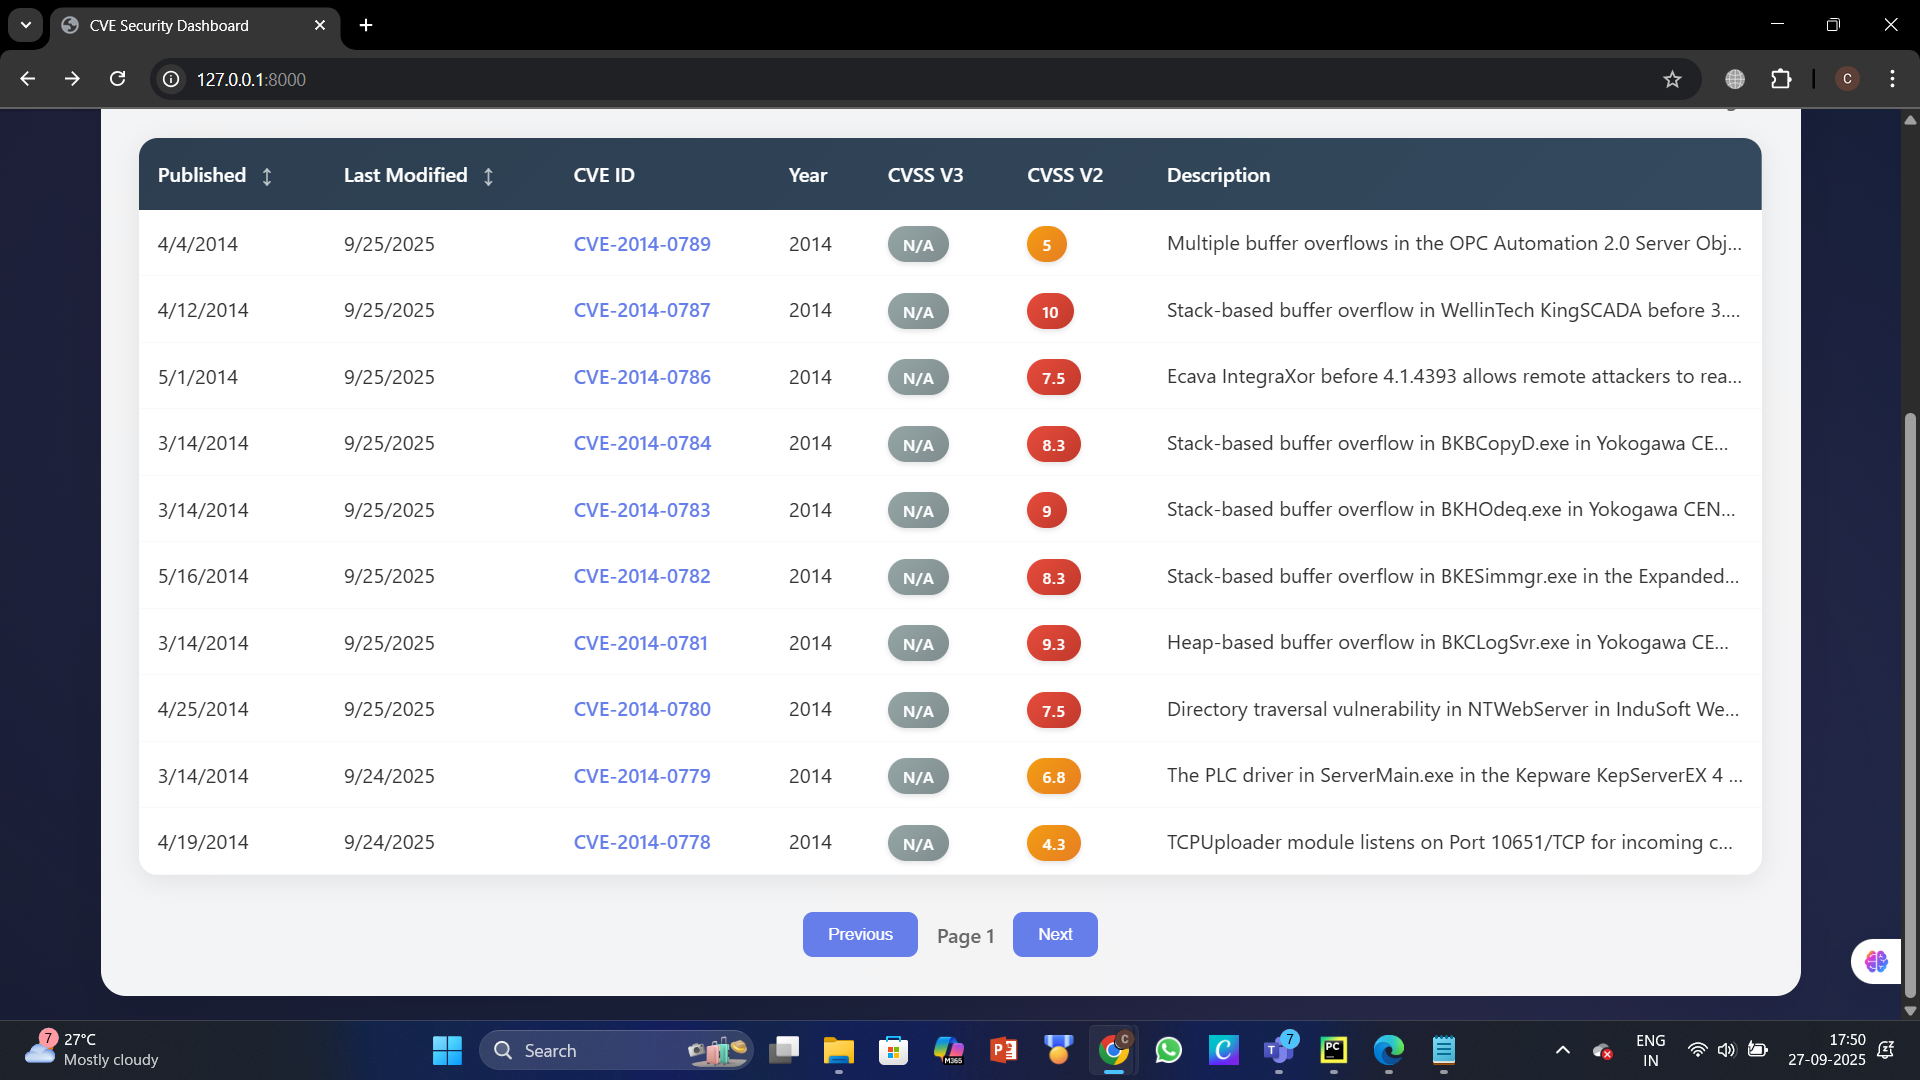 CVE Security Dashboard
127.0.0.1:8000
C
Published Last Modified CVE ID Year CVSS V3 CVSS V2 Description
4/4/2014 9/25/2025 CVE-2014-0789 2014 N/A 5 Multiple buffer overflows in the OPC Automation 2.0 Server Obj...
4/12/2014 9/25/2025 CVE-2014-0787 2014 N/A 10 Stack-based buffer overflow in WellinTech KingSCADA before 3....
5/1/2014 9/25/2025 CVE-2014-0786 2014 N/A 7.5 Ecava IntegraXor before 4.1.4393 allows remote attackers to rea...
3/14/2014 9/25/2025 CVE-2014-0784 2014 N/A 8.3 Stack-based buffer overflow in BKBCopyD.exe in Yokogawa CE...
3/14/2014 9/25/2025 CVE-2014-0783 2014 N/A 9 Stack-based buffer overflow in BKHOdeq.exe in Yokogawa CEN...
5/16/2014 9/25/2025 CVE-2014-0782 2014 N/A 8.3 Stack-based buffer overflow in BKESimmgr.exe in the Expanded...
3/14/2014 9/25/2025 CVE-2014-0781 2014 N/A 9.3 Heap-based buffer overflow in BKCLogSvr.exe in Yokogawa CE...
4/25/2014 9/25/2025 CVE-2014-0780 2014 N/A 7.5 Directory traversal vulnerability in NTWebServer in InduSoft We...
3/14/2014 9/24/2025 CVE-2014-0779 2014 N/A 6.8 The PLC driver in ServerMain.exe in the Kepware KepServerEX 4 ...
4/19/2014 9/24/2025 CVE-2014-0778 2014 N/A 4.3 TCPUploader module listens on Port 10651/TCP for incoming c...
Previous Page 1 Next
7 27°C
Mostly cloudy
Search
M365
P
C
C
T 7
PC
ENG
IN
17:50
27-09-2025